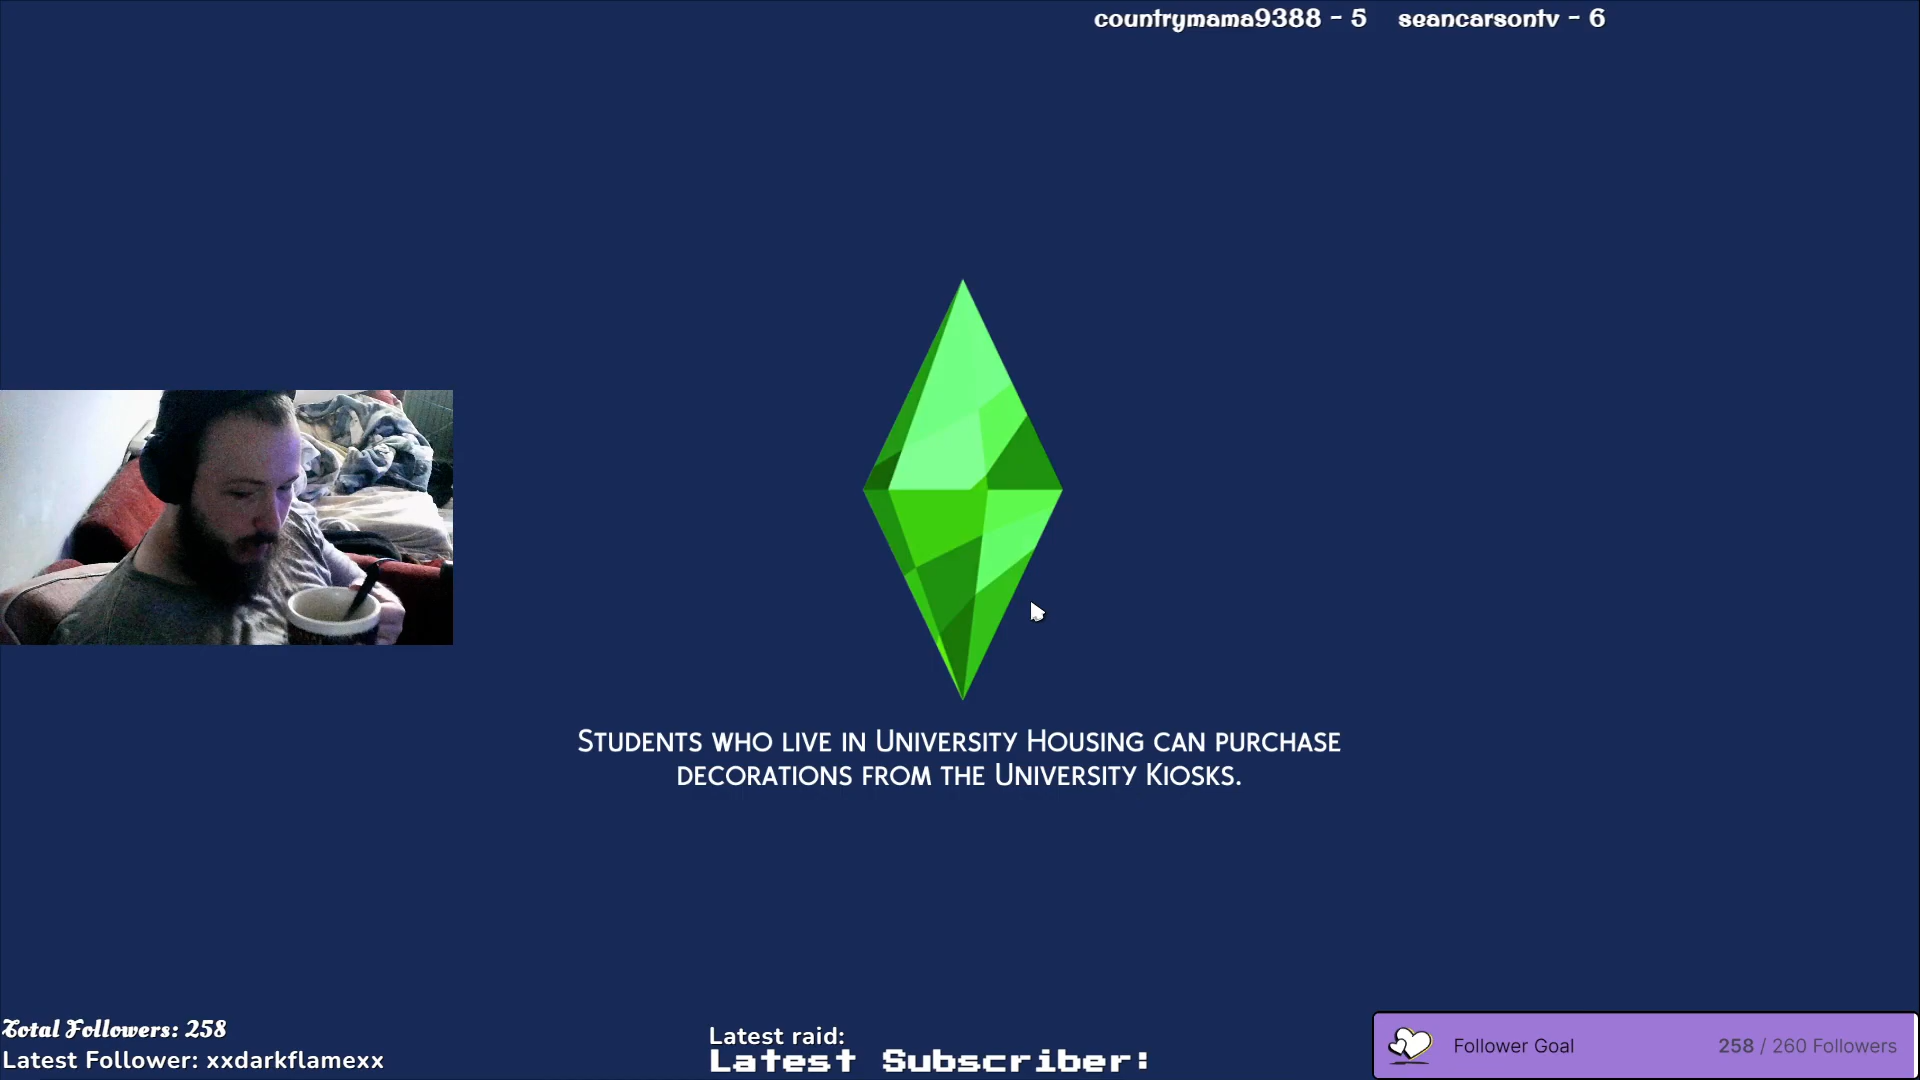 countrymama9388 - 5 seancarsontv - 6
STUDENTS WHO LIVE IN UNIVERSITY HOUSING CAN PURCHASE
DECORATIONS FROM THE UNIVERSITY KIOSKS.
Total Followers: 258
Latest Follower: xxdarkflamexx
Latest raid:
Latest Subscriber:
Follower Goal 258 / 260 Followers